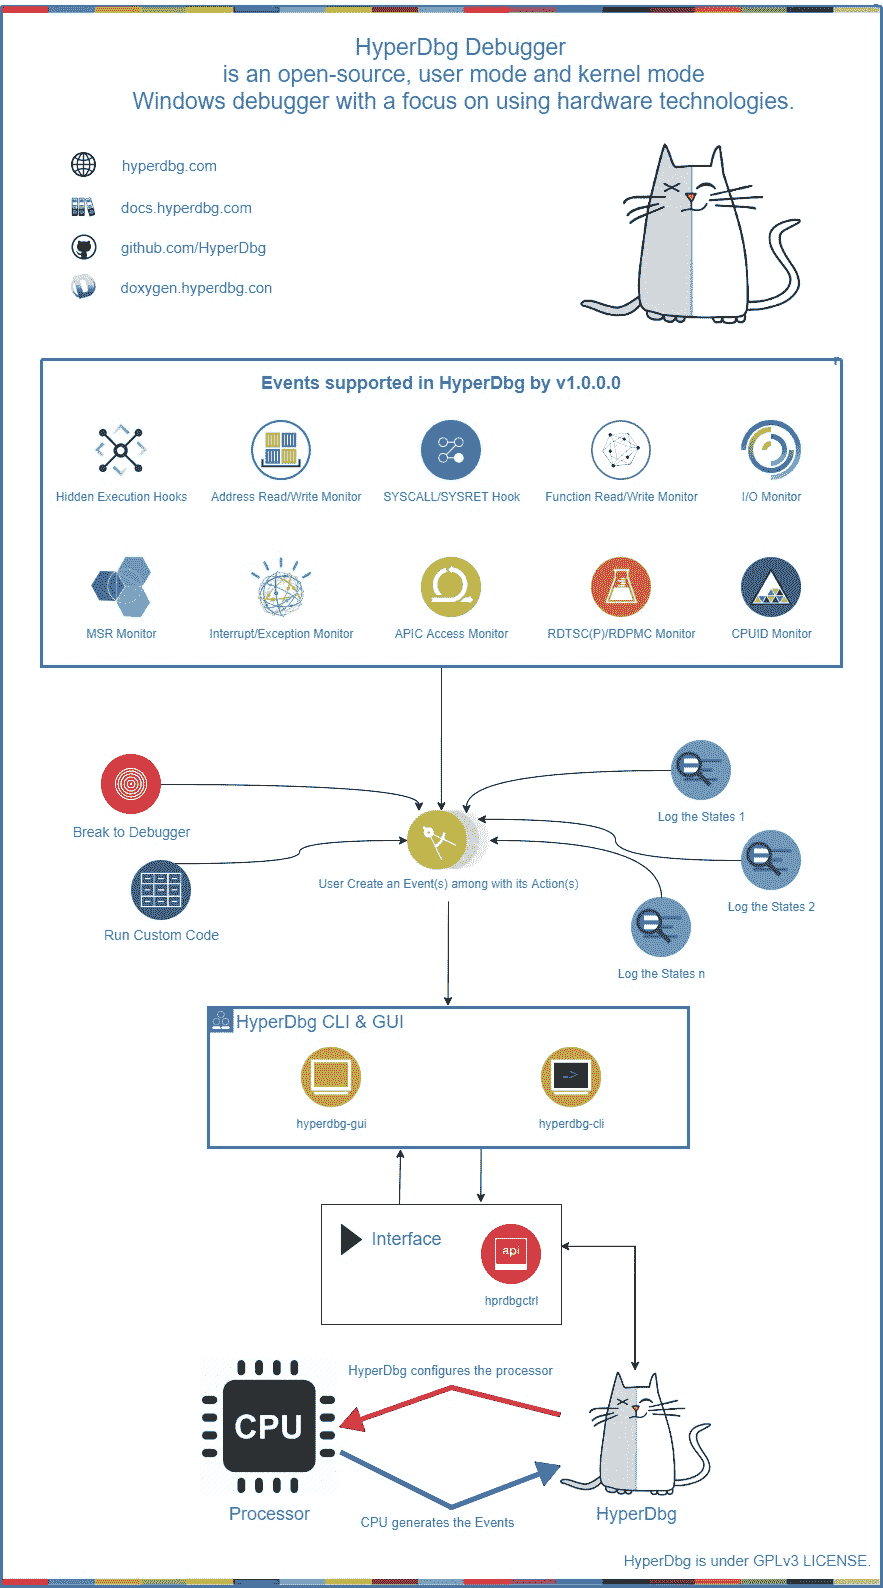 HyperDbg Debugger
is an open-source, user mode and kernel mode
Windows debugger with a focus on using hardware technologies.
hyperdbg.com
docs.hyperdbg.com
github.com/HyperDbg
doxygen.hyperdbg.con
Events supported in HyperDbg by v1.0.0.0
Hidden Execution Hooks
Address Read/Write Monitor
SYSCALL/SYSRET Hook
Function Read/Write Monitor
I/O Monitor
MSR Monitor
Interrupt/Exception Monitor
APIC Access Monitor
RDTSC(P)/RDPMC Monitor
CPUID Monitor
Break to Debugger
Log the States 1
User Create an Event(s) among with its Action(s)
Log the States 2
Run Custom Code
Log the States n
HyperDbg CLI & GUI
hyperdbg-gui
hyperdbg-cli
Interface
api
hprdbgctrl
HyperDbg configures the processor
CPU
Processor
CPU generates the Events
HyperDbg
HyperDbg is under GPLv3 LICENSE.